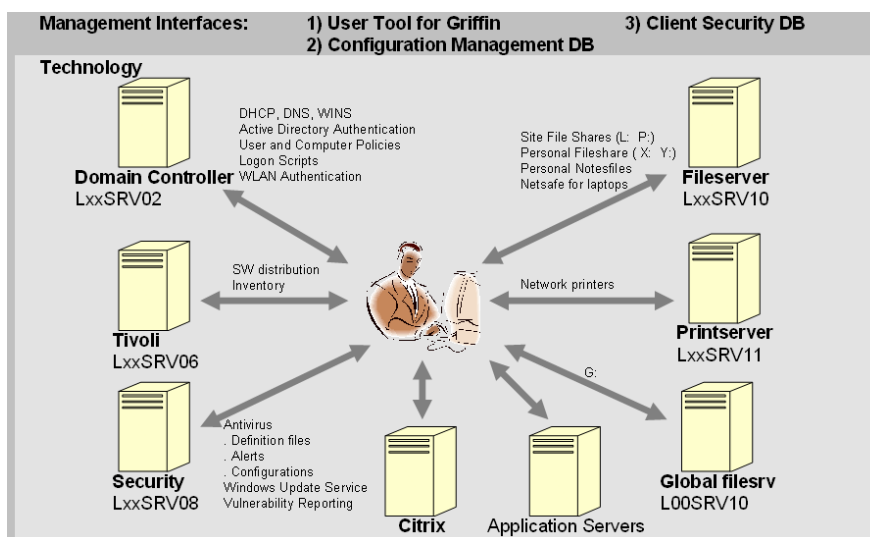 Management Interfaces: 1) User Tool for Griffin 3) Client Security DB
2) Configuration Management DB
Technology
DHCP, DNS, WINS
Active Directory Authentication
User and Computer Policies
Logon Scripts
WLAN Authentication
Domain Controller
LxxSRV02
Site File Shares (L: P:)
Personal Fileshare ( X: Y:)
Personal Notesfiles
Netsafe for laptops
Fileserver
LxxSRV10
SW distribution
Inventory
Tivoli
LxxSRV06
Network printers
Printserver
LxxSRV11
G:
Antivirus
. Definition files
. Alerts
. Configurations
Windows Update Service
Vulnerability Reporting
Security
LxxSRV08
Citrix
Application Servers
Global filesrv
L00SRV10